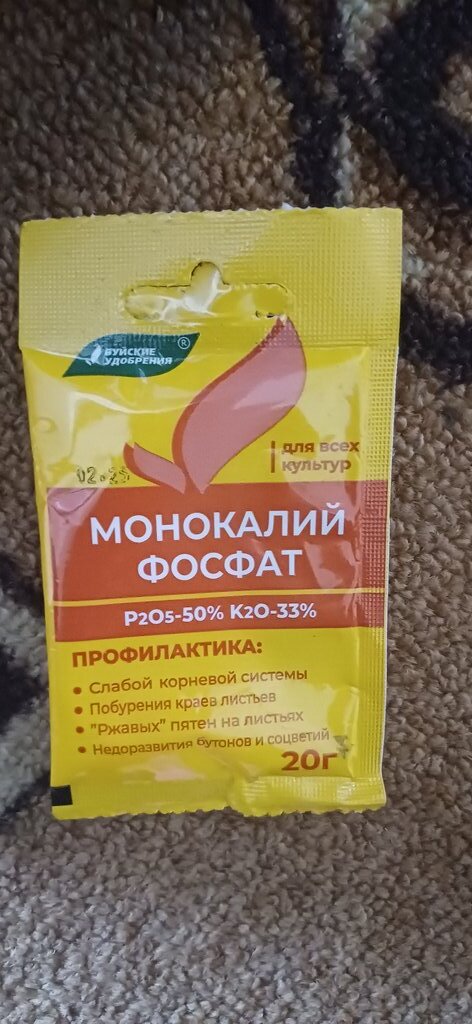 БУЙСКИЕ
УДОБРЕНИЯ ®
для всех
культур
02.25
МОНОКАЛИЙ
ФОСФАТ
P2O5-50% K2O-33%
ПРОФИЛАКТИКА:
• Слабой корневой системы
• Побурения краев листьев
• "Ржавых" пятен на листьях
• Недоразвития бутонов и соцветий
20г